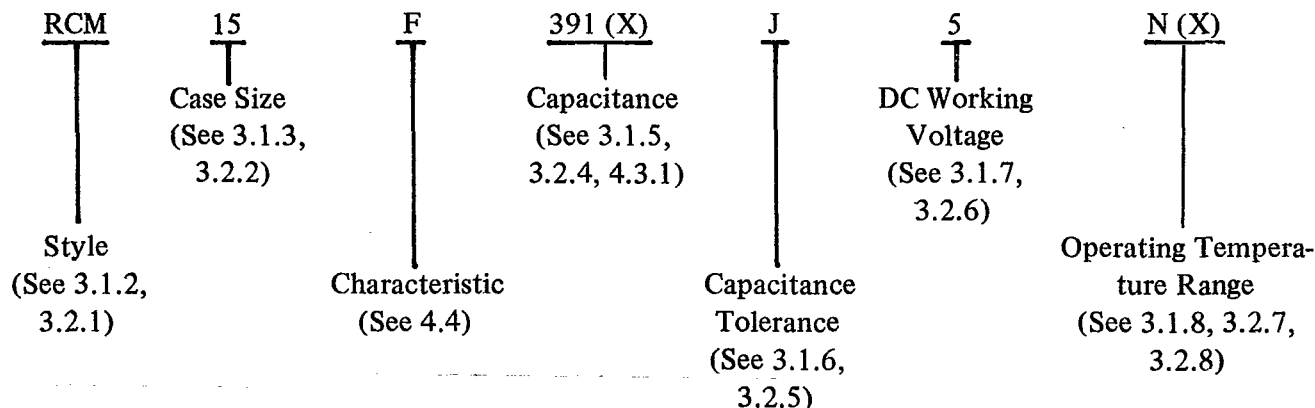 RCM 15 F 391 (X) J 5 N (X)
Case Size
(See 3.1.3,
3.2.2)
Capacitance
(See 3.1.5,
3.2.4, 4.3.1)
DC Working
Voltage
(See 3.1.7,
3.2.6)
Style
(See 3.1.2,
3.2.1)
Characteristic
(See 4.4)
Capacitance
Tolerance
(See 3.1.6,
3.2.5)
Operating Tempera-
ture Range
(See 3.1.8, 3.2.7,
3.2.8)